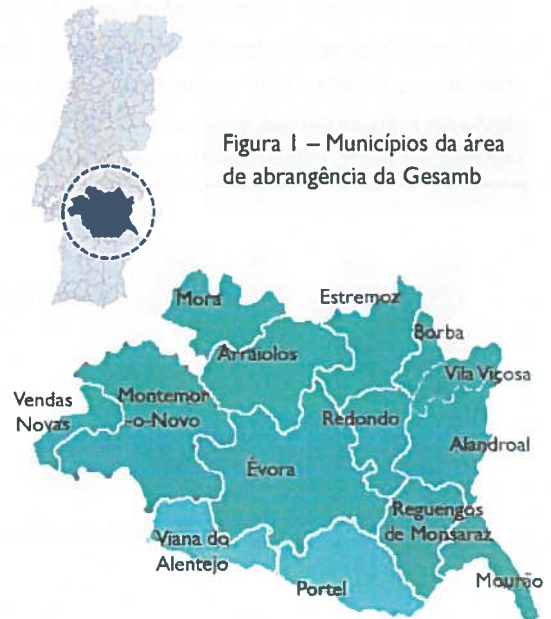 Figura 1 – Municípios da área
de abrangência da Gesamb
Mora
Estremoz
Borba
Arraiolos
Vila Viçosa
Vendas
Novas
Montemor
-o-Novo
Redondo
Alandroal
Évora
Reguengos
de Monsaraz
Viana do
Alentejo
Portel
Mourão